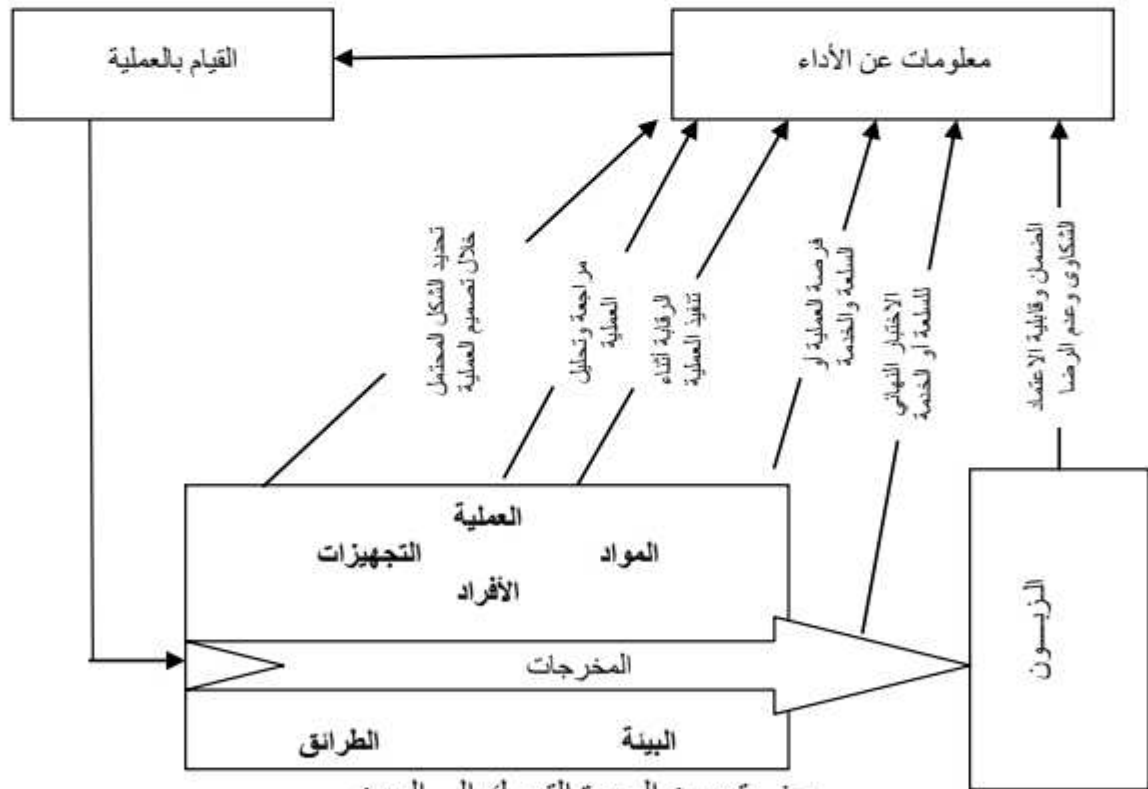 معلومات عن الأداء
القيام بالعملية
تحديد الشكل المحتمل
خلال تصميم العملية
مراجعة وتحليل
العملية
الرقابة أثناء
تنفيذ العملية
فرصة العملية أو
السلعة والخدمة
الاختبار النهائي
للسلعة أو الخدمة
الضمان وقابلية الاعتماد
الشكاوى وعدم الرضا
العملية
المواد
التجهيزات
الأفراد
المخرجات
الزبــون
البيئة
الطرائق